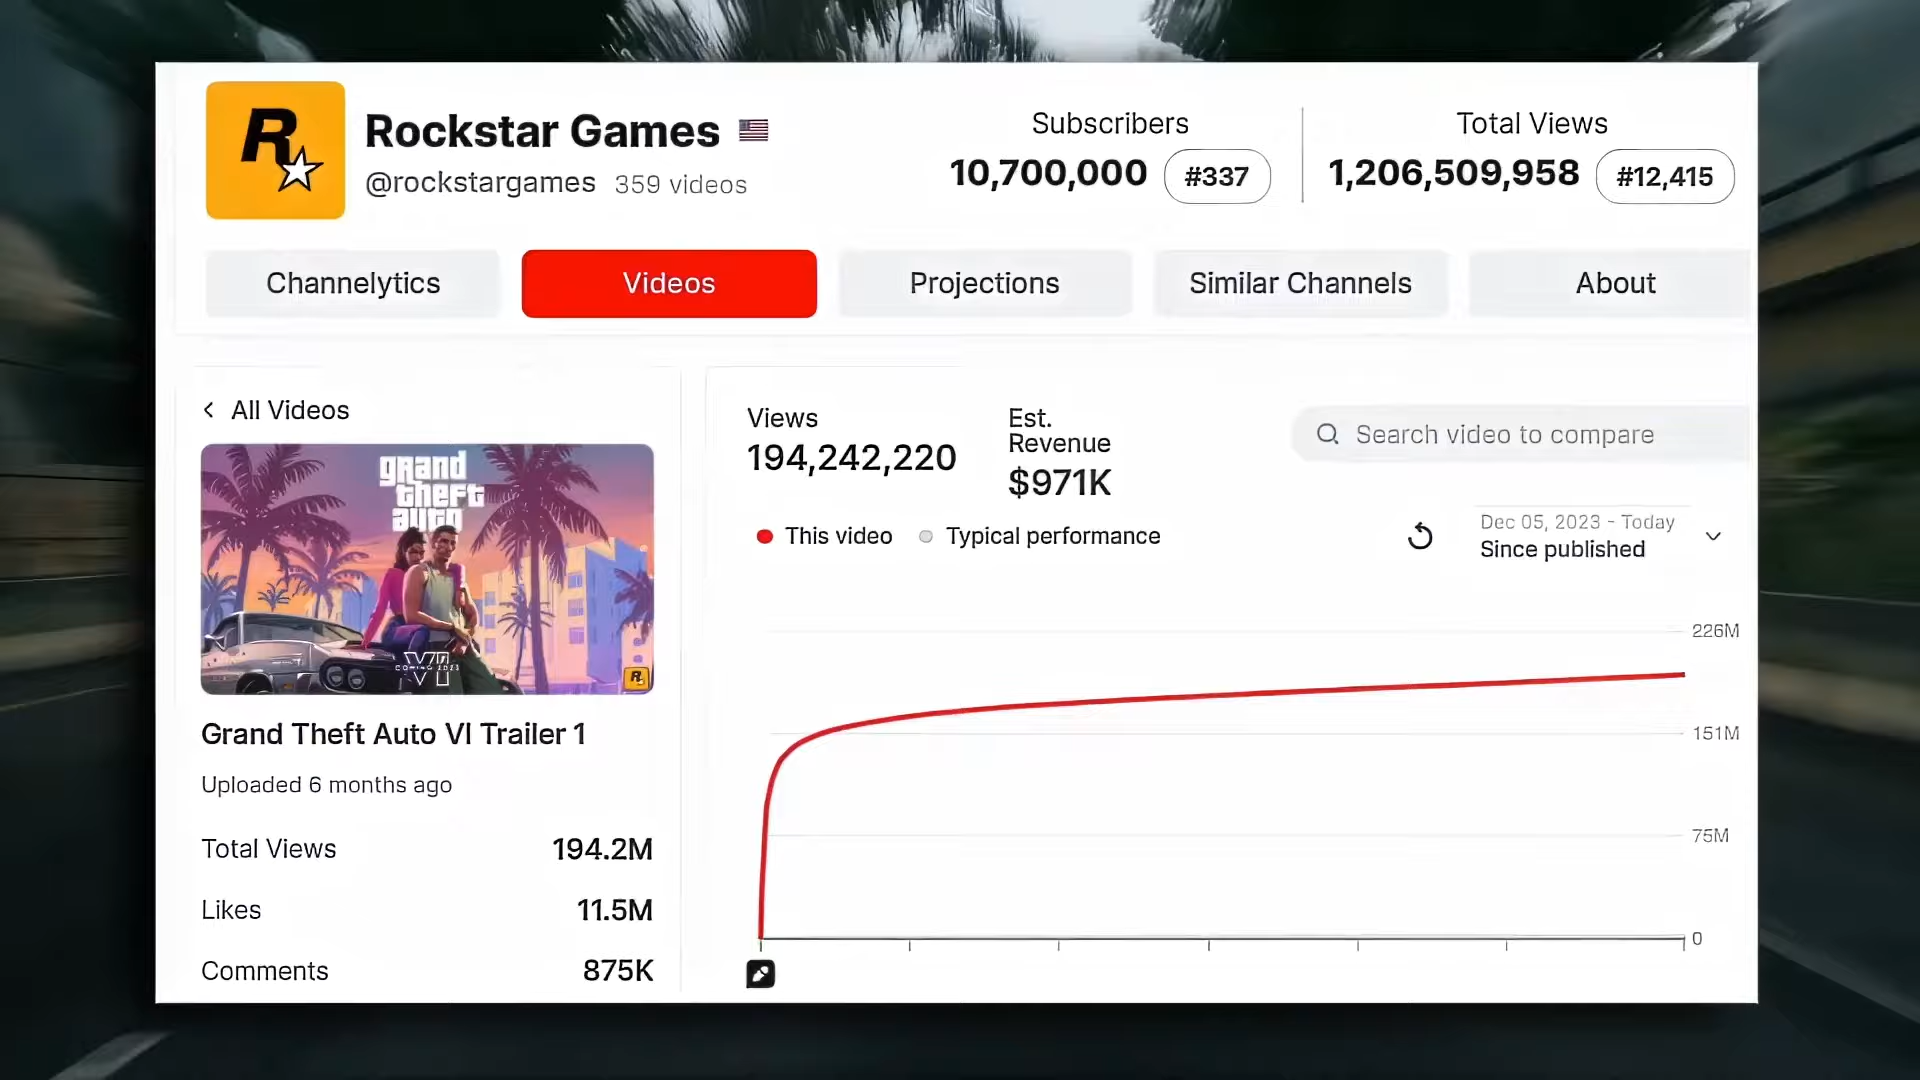 R
Rockstar Games
@rockstargames 359 videos
Subscribers
10,700,000 #337
Total Views
1,206,509,958 #12,415
Channelytics
Videos
Projections
Similar Channels
About
All Videos
grand
theft
auto
VI
COMING 2025
R
Grand Theft Auto VI Trailer 1
Uploaded 6 months ago
Total Views 194.2M
Likes 11.5M
Comments 875K
Views
194,242,220
Est.
Revenue
$971K
Search video to compare
This video
Typical performance
Dec 05, 2023 - Today
Since published
226M
151M
75M
0